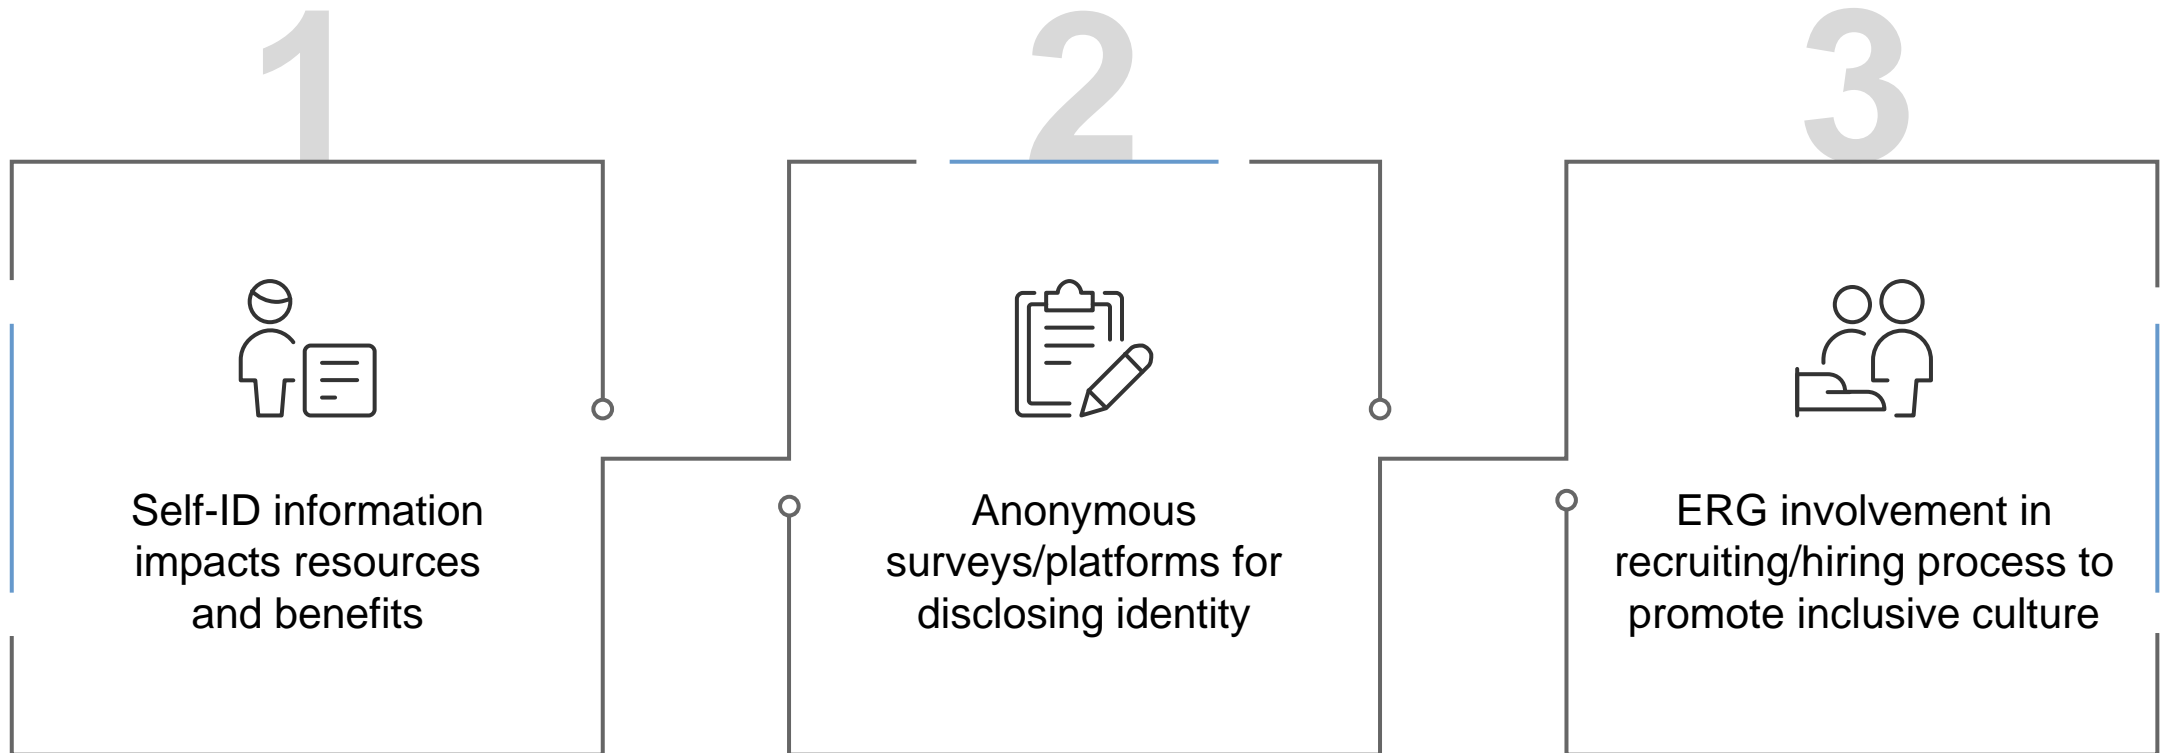 1
Self-ID information
impacts resources
and benefits
2
Anonymous
surveys/platforms for
disclosing identity
3
ERG involvement in
recruiting/hiring process to
promote inclusive culture